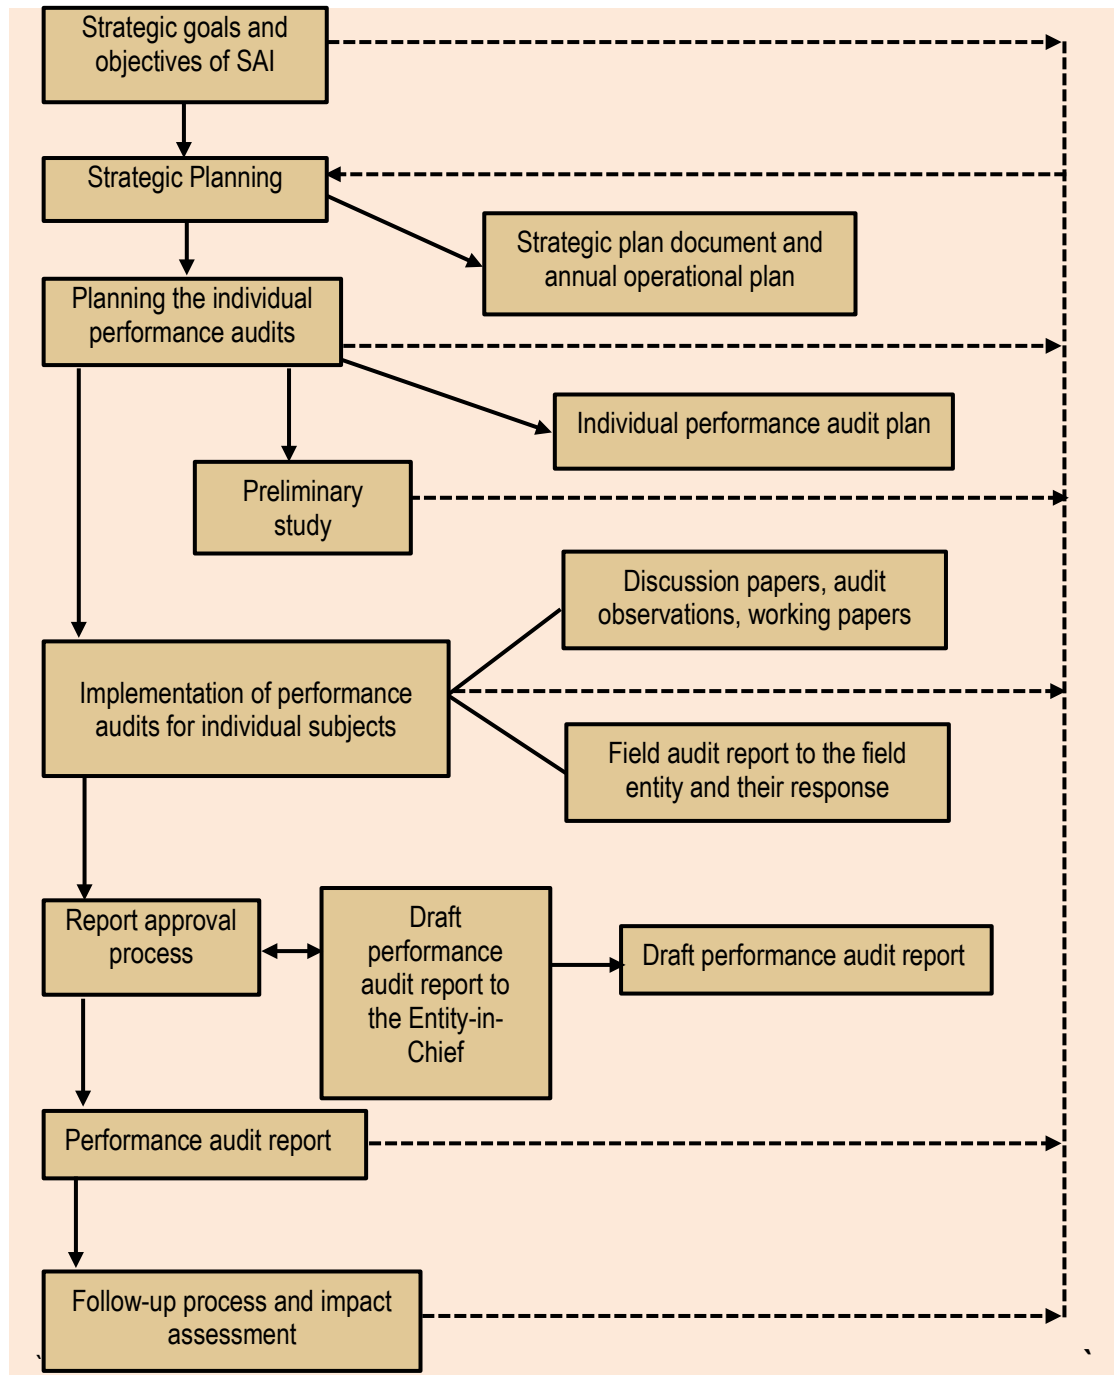 Strategic goals and
objectives of SAI
Strategic Planning
Strategic plan document and
annual operational plan
Planning the individual
performance audits
Individual performance audit plan
Preliminary
study
Discussion papers, audit
observations, working papers
Implementation of performance
audits for individual subjects
Field audit report to the field
entity and their response
Report approval
process
Draft
performance
audit report to
the Entity-in-
Chief
Draft performance audit report
Performance audit report
Follow-up process and impact
assessment